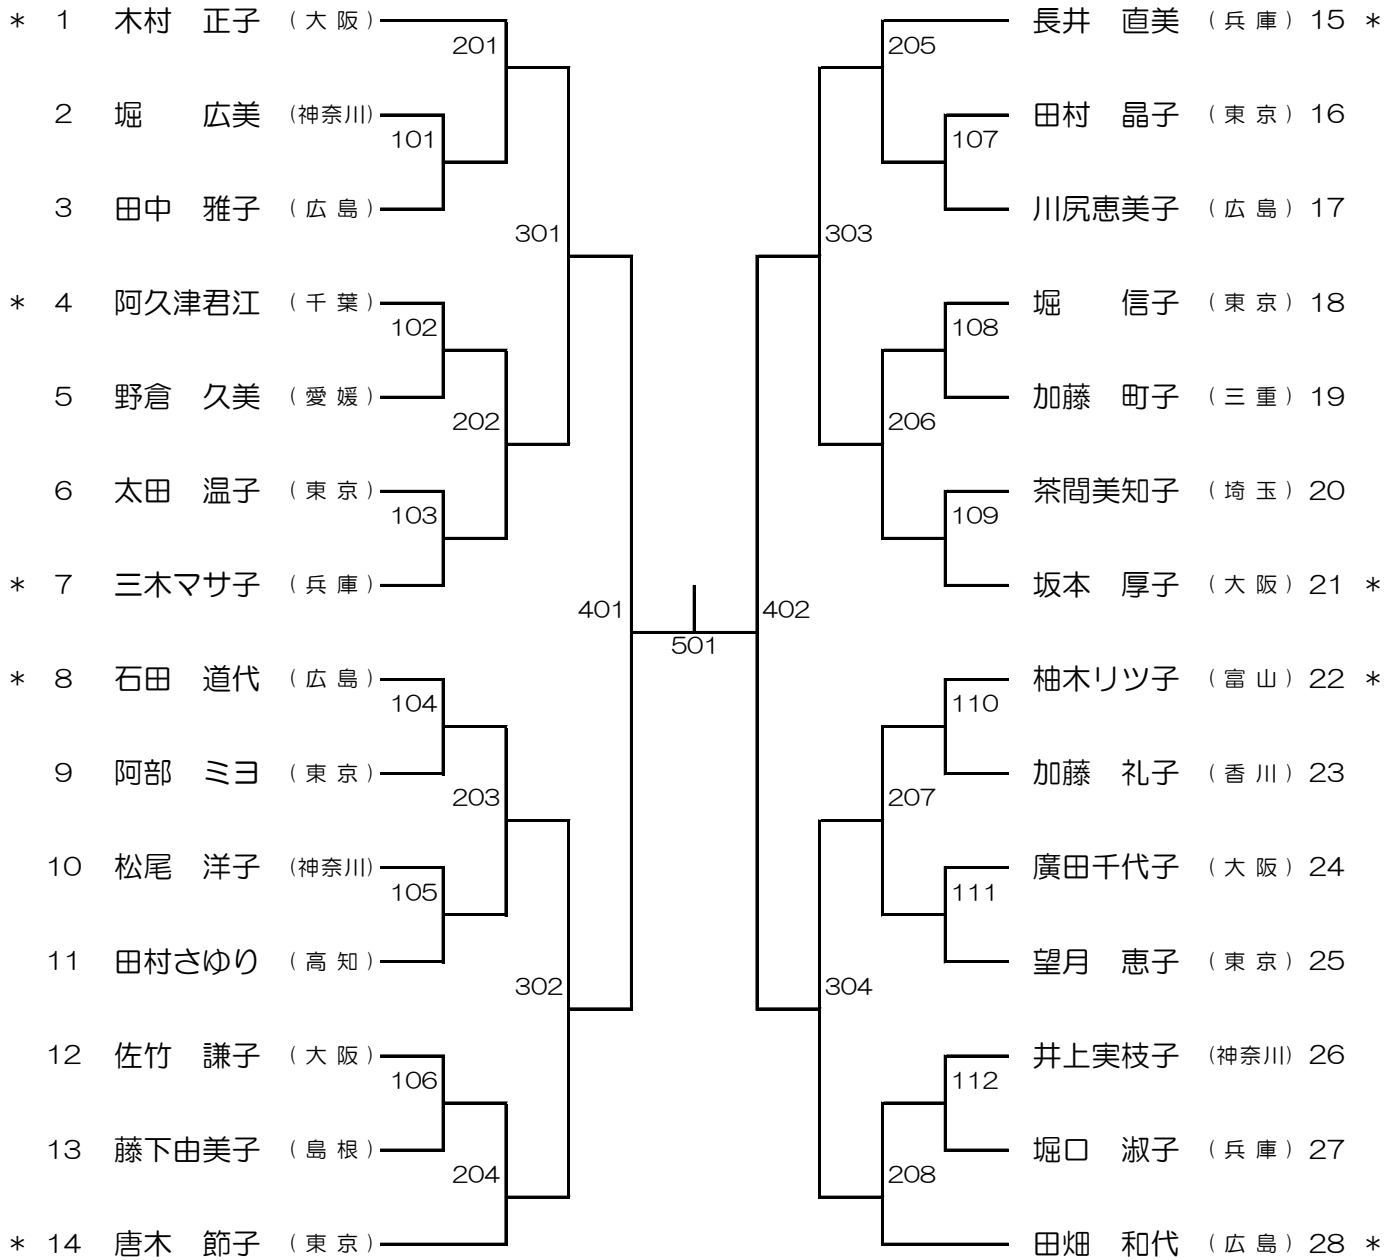 * 1 木村 正子 (大阪) 長井 直美 (兵庫) 15 *
201 205
2 堀 広美 (神奈川) 田村 晶子 (東京) 16
101 107
3 田中 雅子 (広島) 川尻恵美子 (広島) 17
301 303
* 4 阿久津君江 (千葉) 堀 信子 (東京) 18
102 108
5 野倉 久美 (愛媛) 加藤 町子 (三重) 19
202 206
6 太田 温子 (東京) 茶間美知子 (埼玉) 20
103 109
* 7 三木マサ子 (兵庫) 坂本 厚子 (大阪) 21 *
401 402
501
* 8 石田 道代 (広島) 柚木リツ子 (富山) 22 *
104 110
9 阿部 ミヨ (東京) 加藤 礼子 (香川) 23
203 207
10 松尾 洋子 (神奈川) 廣田千代子 (大阪) 24
105 111
11 田村さゆり (高知) 望月 恵子 (東京) 25
302 304
12 佐竹 謙子 (大阪) 井上実枝子 (神奈川) 26
106 112
13 藤下由美子 (島根) 堀口 淑子 (兵庫) 27
204 208
* 14 唐木 節子 (東京) 田畑 和代 (広島) 28 *